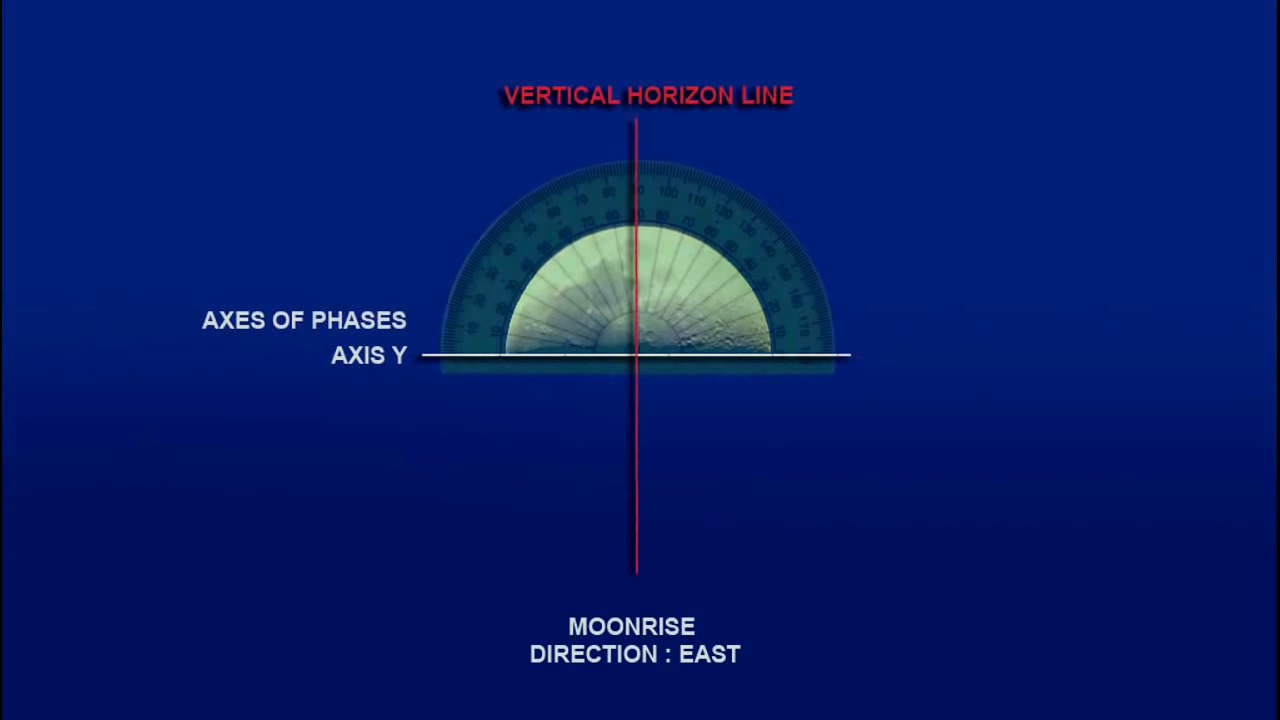 VERTICAL HORIZON LINE
AXES OF PHASES
AXIS Y
MOONRISE
DIRECTION : EAST